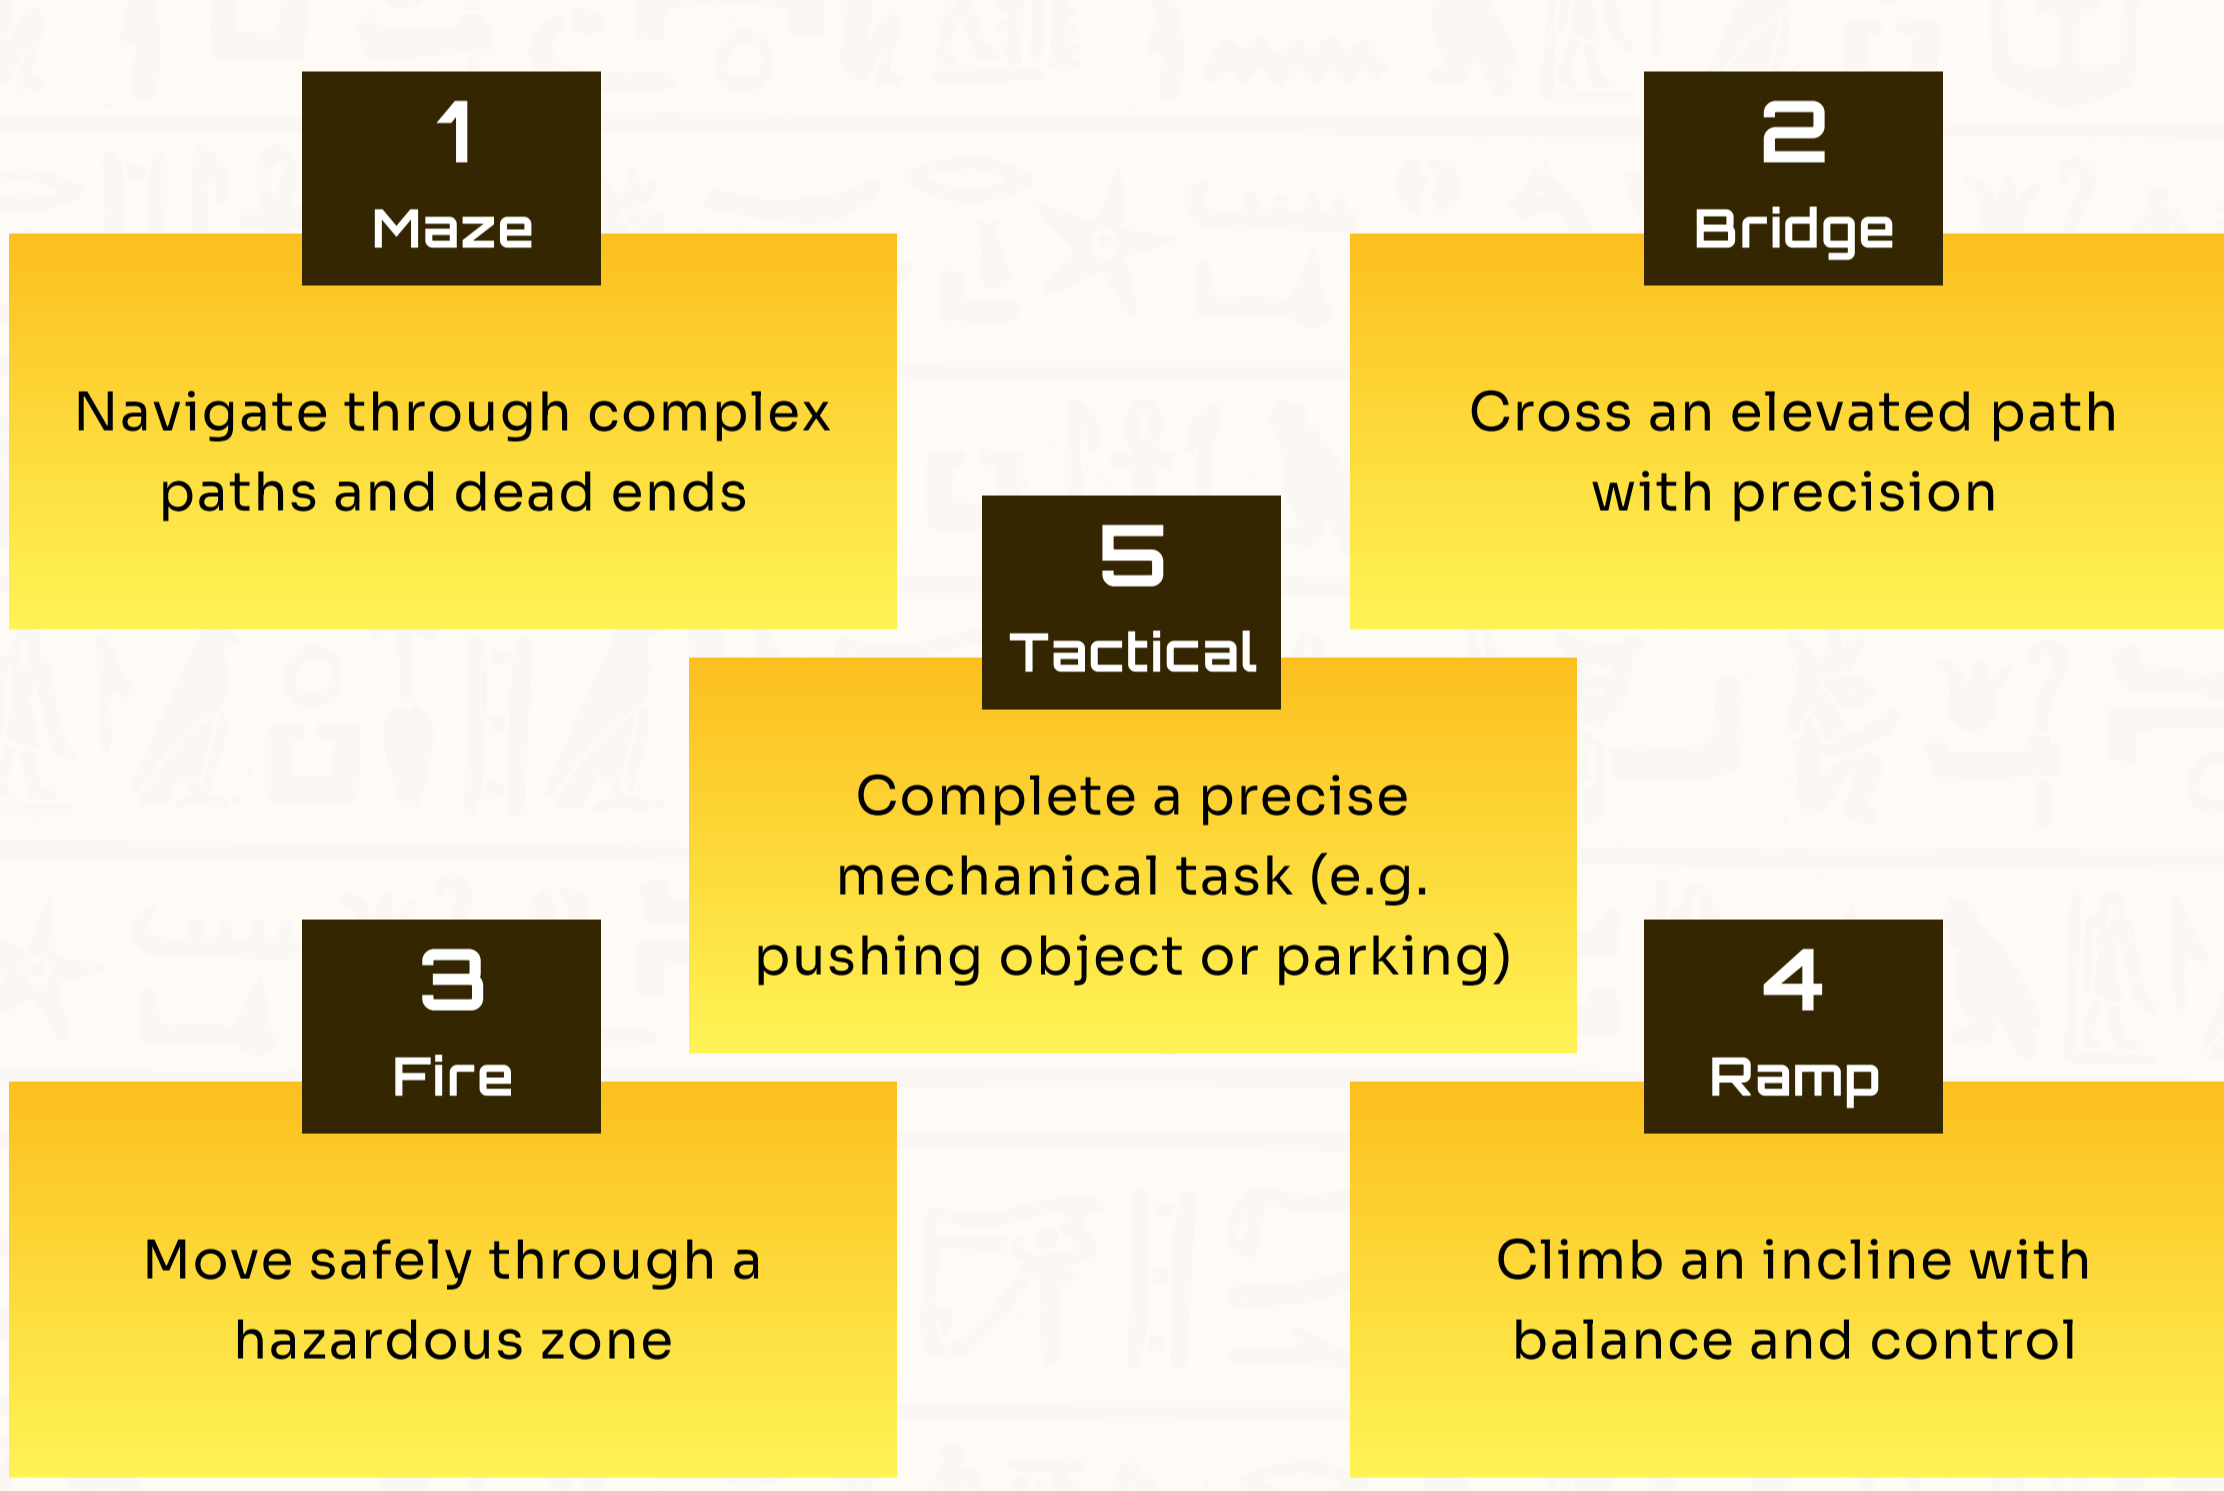 1
Maze
Navigate through complex
paths and dead ends
2
Bridge
Cross an elevated path
with precision
5
Tactical
Complete a precise
mechanical task (e.g.
pushing object or parking)
3
Fire
Move safely through a
hazardous zone
4
Ramp
Climb an incline with
balance and control